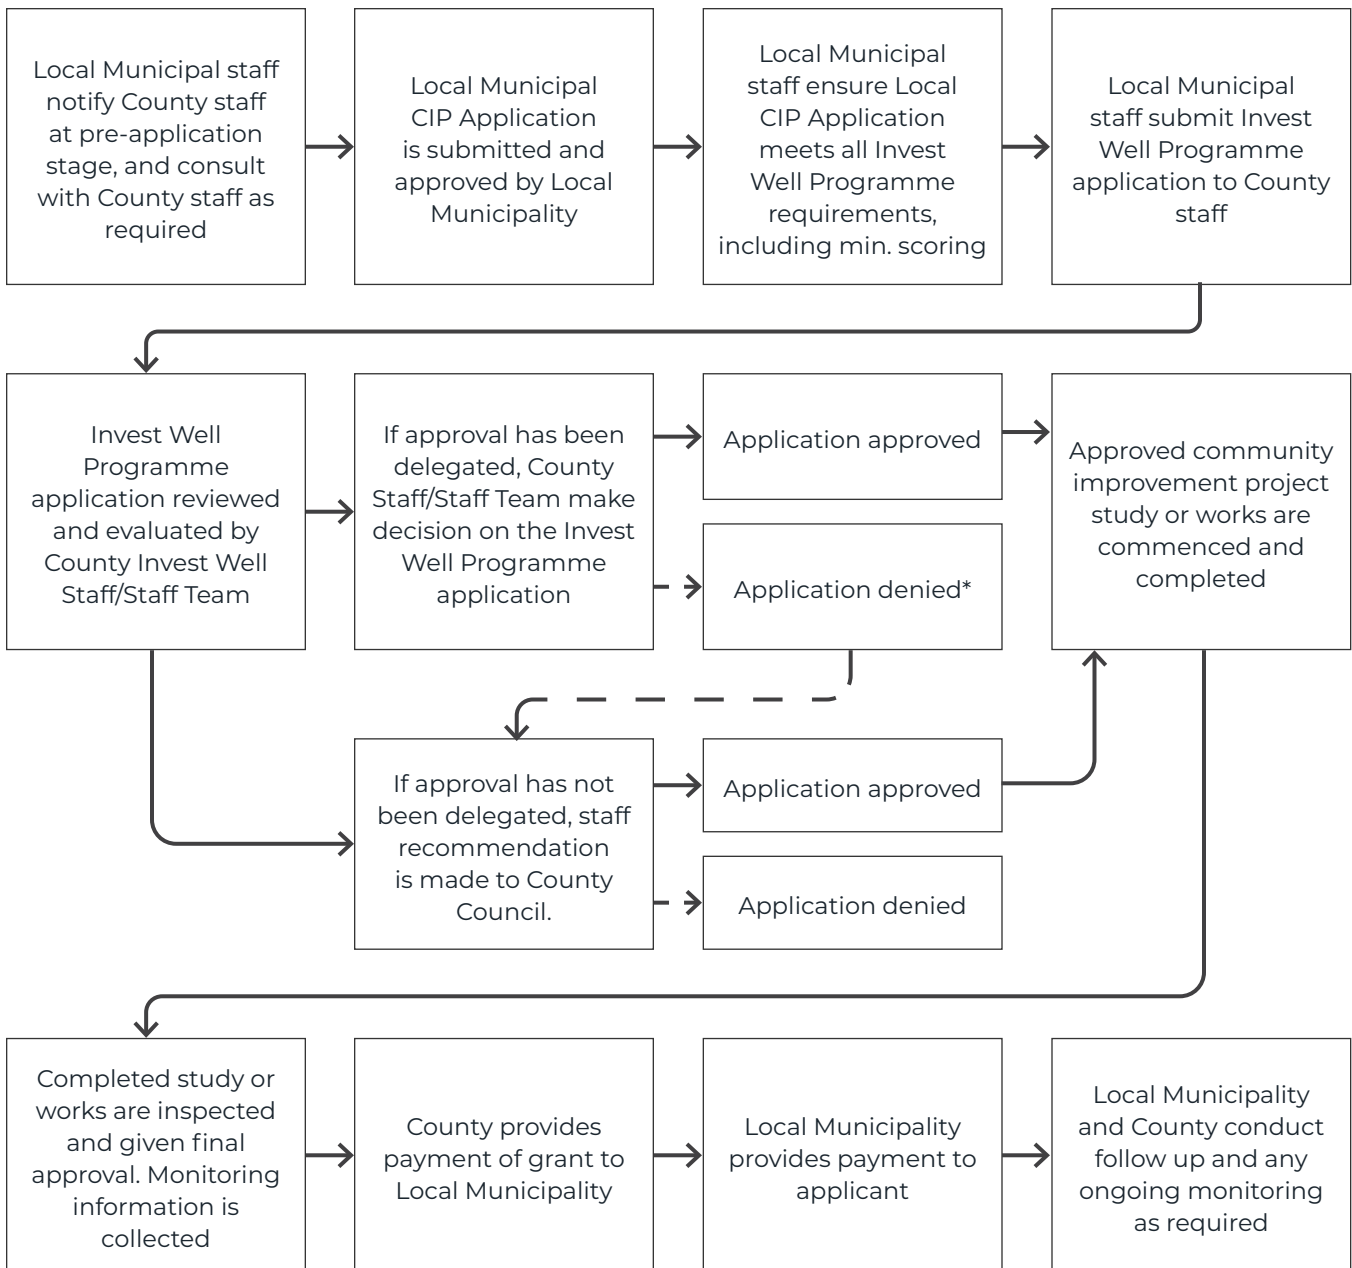 Local Municipal staff
notify County staff
at pre-application
stage, and consult
with County staff as
required
Local Municipal
CIP Application
is submitted and
approved by Local
Municipality
Local Municipal
staff ensure Local
CIP Application
meets all Invest
Well Programme
requirements,
including min. scoring
Local Municipal
staff submit Invest
Well Programme
application to County
staff
Invest Well
Programme
application reviewed
and evaluated by
County Invest Well
Staff/Staff Team
If approval has been
delegated, County
Staff/Staff Team make
decision on the Invest
Well Programme
application
Application approved
Application denied*
Approved community
improvement project
study or works are
commenced and
completed
If approval has not
been delegated, staff
recommendation
is made to County
Council.
Application approved
Application denied
Completed study or
works are inspected
and given final
approval. Monitoring
information is
collected
County provides
payment of grant to
Local Municipality
Local Municipality
provides payment to
applicant
Local Municipality
and County conduct
follow up and any
ongoing monitoring
as required